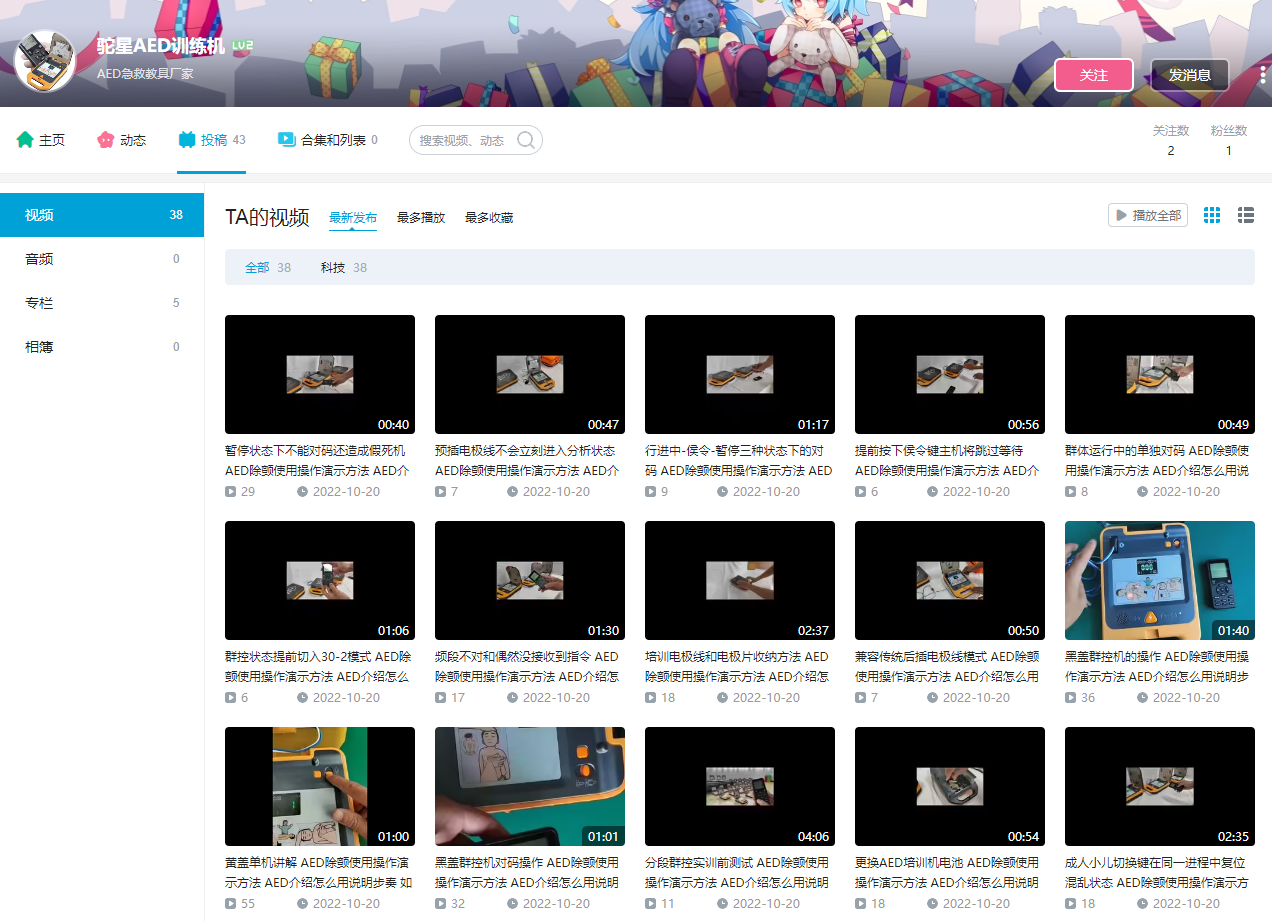 驼星AED训练机 LV2
AED急救教具厂家
关注
发消息
主页
动态
投稿 43
合集和列表 0
搜索视频、动态
关注数
2
粉丝数
1
视频 38
音频 0
专栏 5
相簿 0
TA的视频
最新发布
最多播放
最多收藏
播放全部
全部 38
科技 38
00:40
暂停状态下不能对码还造成假死机
AED除颤使用操作演示方法 AED介
29
2022-10-20
00:47
预插电极线不会立刻进入分析状态
AED除颤使用操作演示方法 AED介
7
2022-10-20
01:17
行进中-侯令-暂停三种状态下的对
码 AED除颤使用操作演示方法 AED
9
2022-10-20
00:56
提前按下侯令键主机将跳过等待
AED除颤使用操作演示方法 AED介
6
2022-10-20
00:49
群体运行中的单独对码 AED除颤使
用操作演示方法 AED介绍怎么用说
8
2022-10-20
01:06
群控状态提前切入30-2模式 AED除
颤使用操作演示方法 AED介绍怎么
6
2022-10-20
01:30
频段不对和偶然没接收到指令 AED
除颤使用操作演示方法 AED介绍怎
17
2022-10-20
02:37
培训电极线和电极片收纳方法 AED
除颤使用操作演示方法 AED介绍怎
18
2022-10-20
00:50
兼容传统后插电极线模式 AED除颤
使用操作演示方法 AED介绍怎么用
7
2022-10-20
01:40
黑盖群控机的操作 AED除颤使用操
作演示方法 AED介绍怎么用说明步
36
2022-10-20
01:00
黄盖单机讲解 AED除颤使用操作演
示方法 AED介绍怎么用说明步奏 如
55
2022-10-20
01:01
黑盖群控机对码操作 AED除颤使用
操作演示方法 AED介绍怎么用说明
32
2022-10-20
04:06
分段群控实训前测试 AED除颤使用
操作演示方法 AED介绍怎么用说明
11
2022-10-20
00:54
更换AED培训机电池 AED除颤使用
操作演示方法 AED介绍怎么用说明
18
2022-10-20
02:35
成人小儿切换键在同一进程中复位
混乱状态 AED除颤使用操作演示方
18
2022-10-20